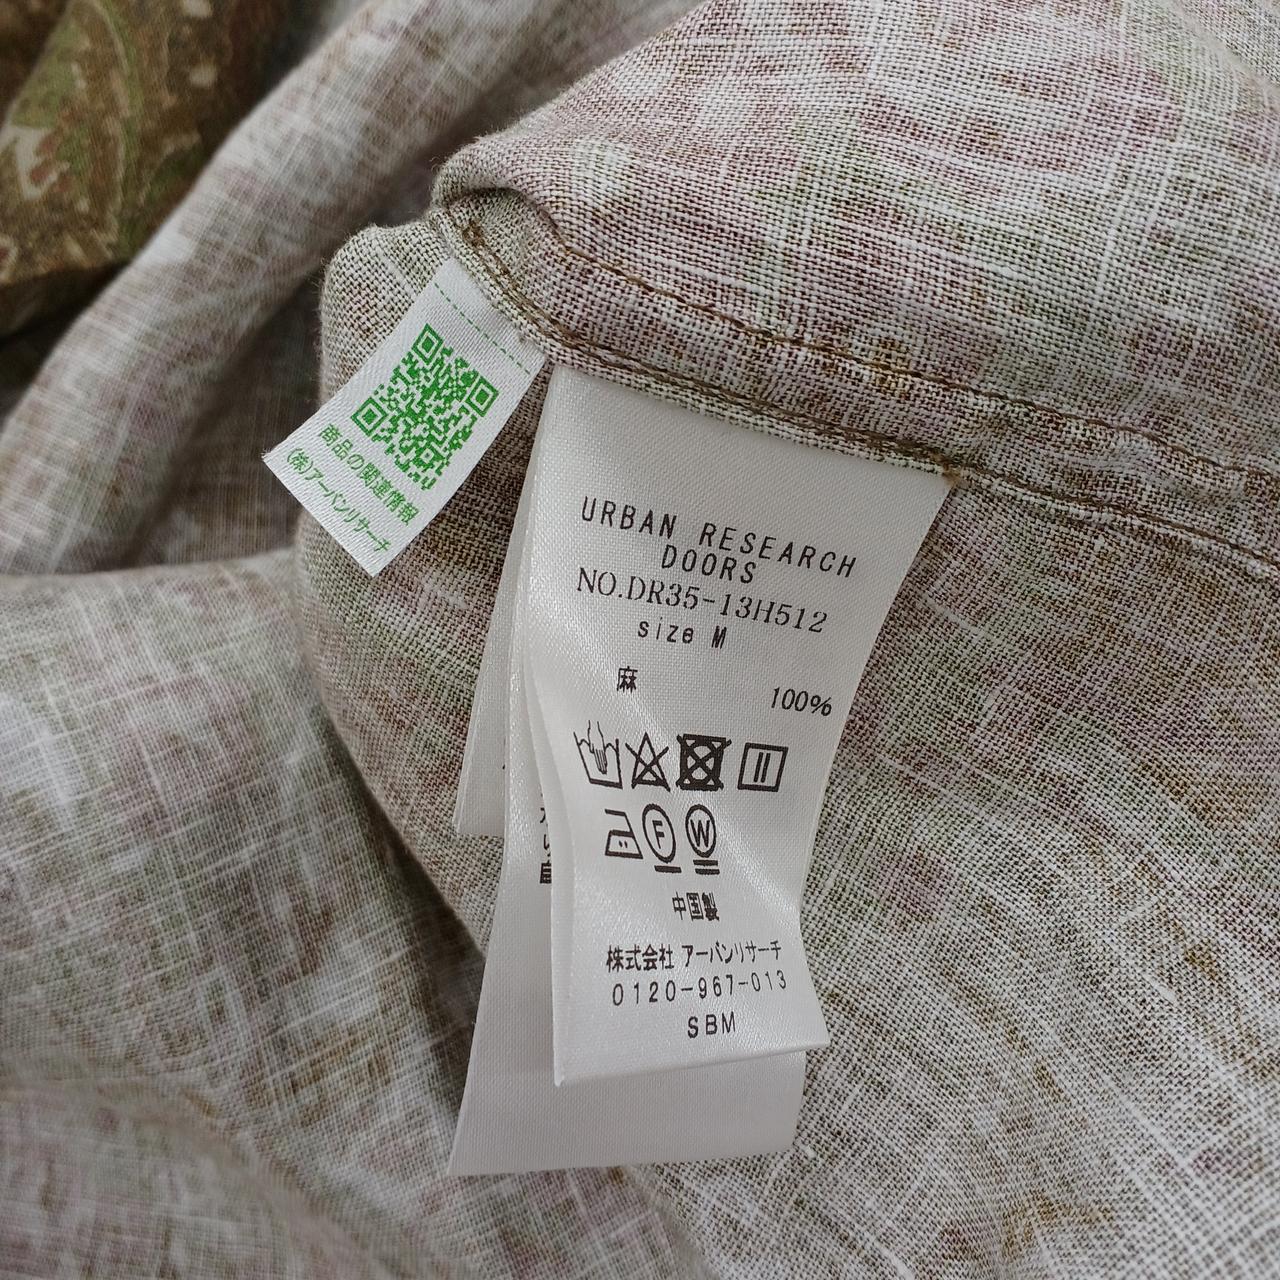 商品の関連情報
(株)アーバンリサーチ
URBAN RESEARCH
DOORS
NO.DR35-13H512
size M
麻 100%
F W
中国製
株式会社 アーバンリサーチ
0120-967-013
SBM